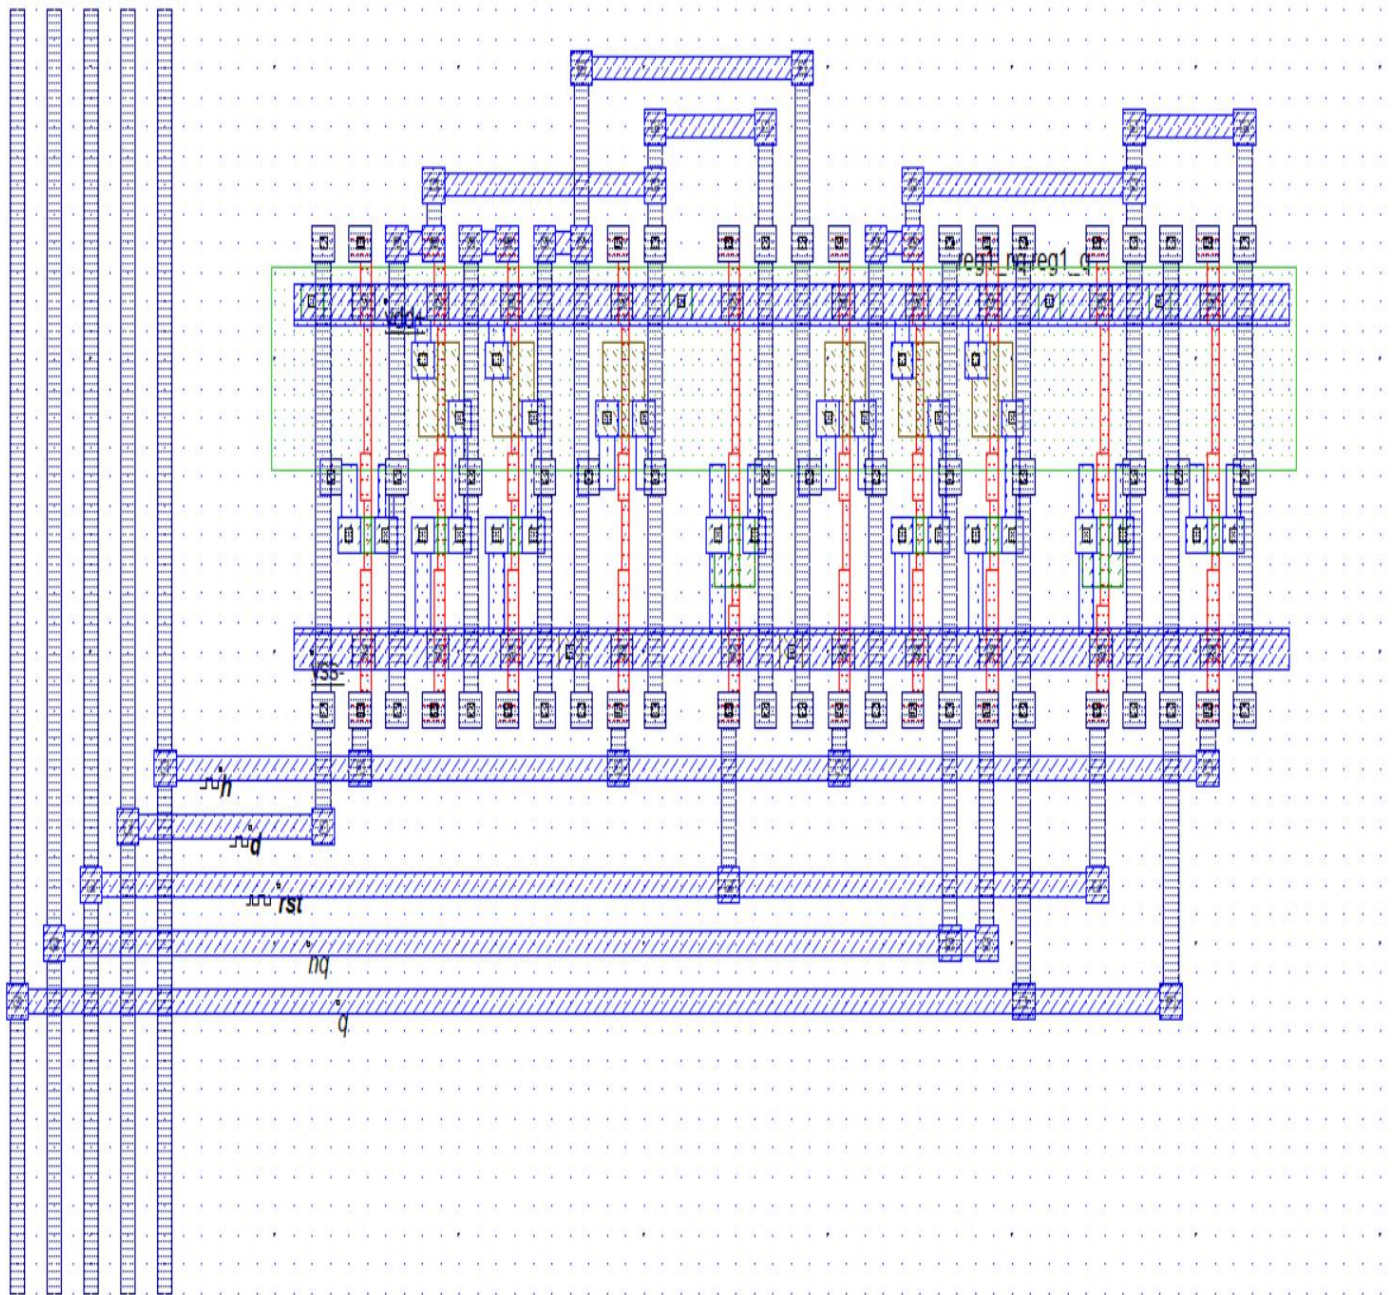 reg1_nq reg1_q
vdd+
vss-
h
d
rst
nq
q